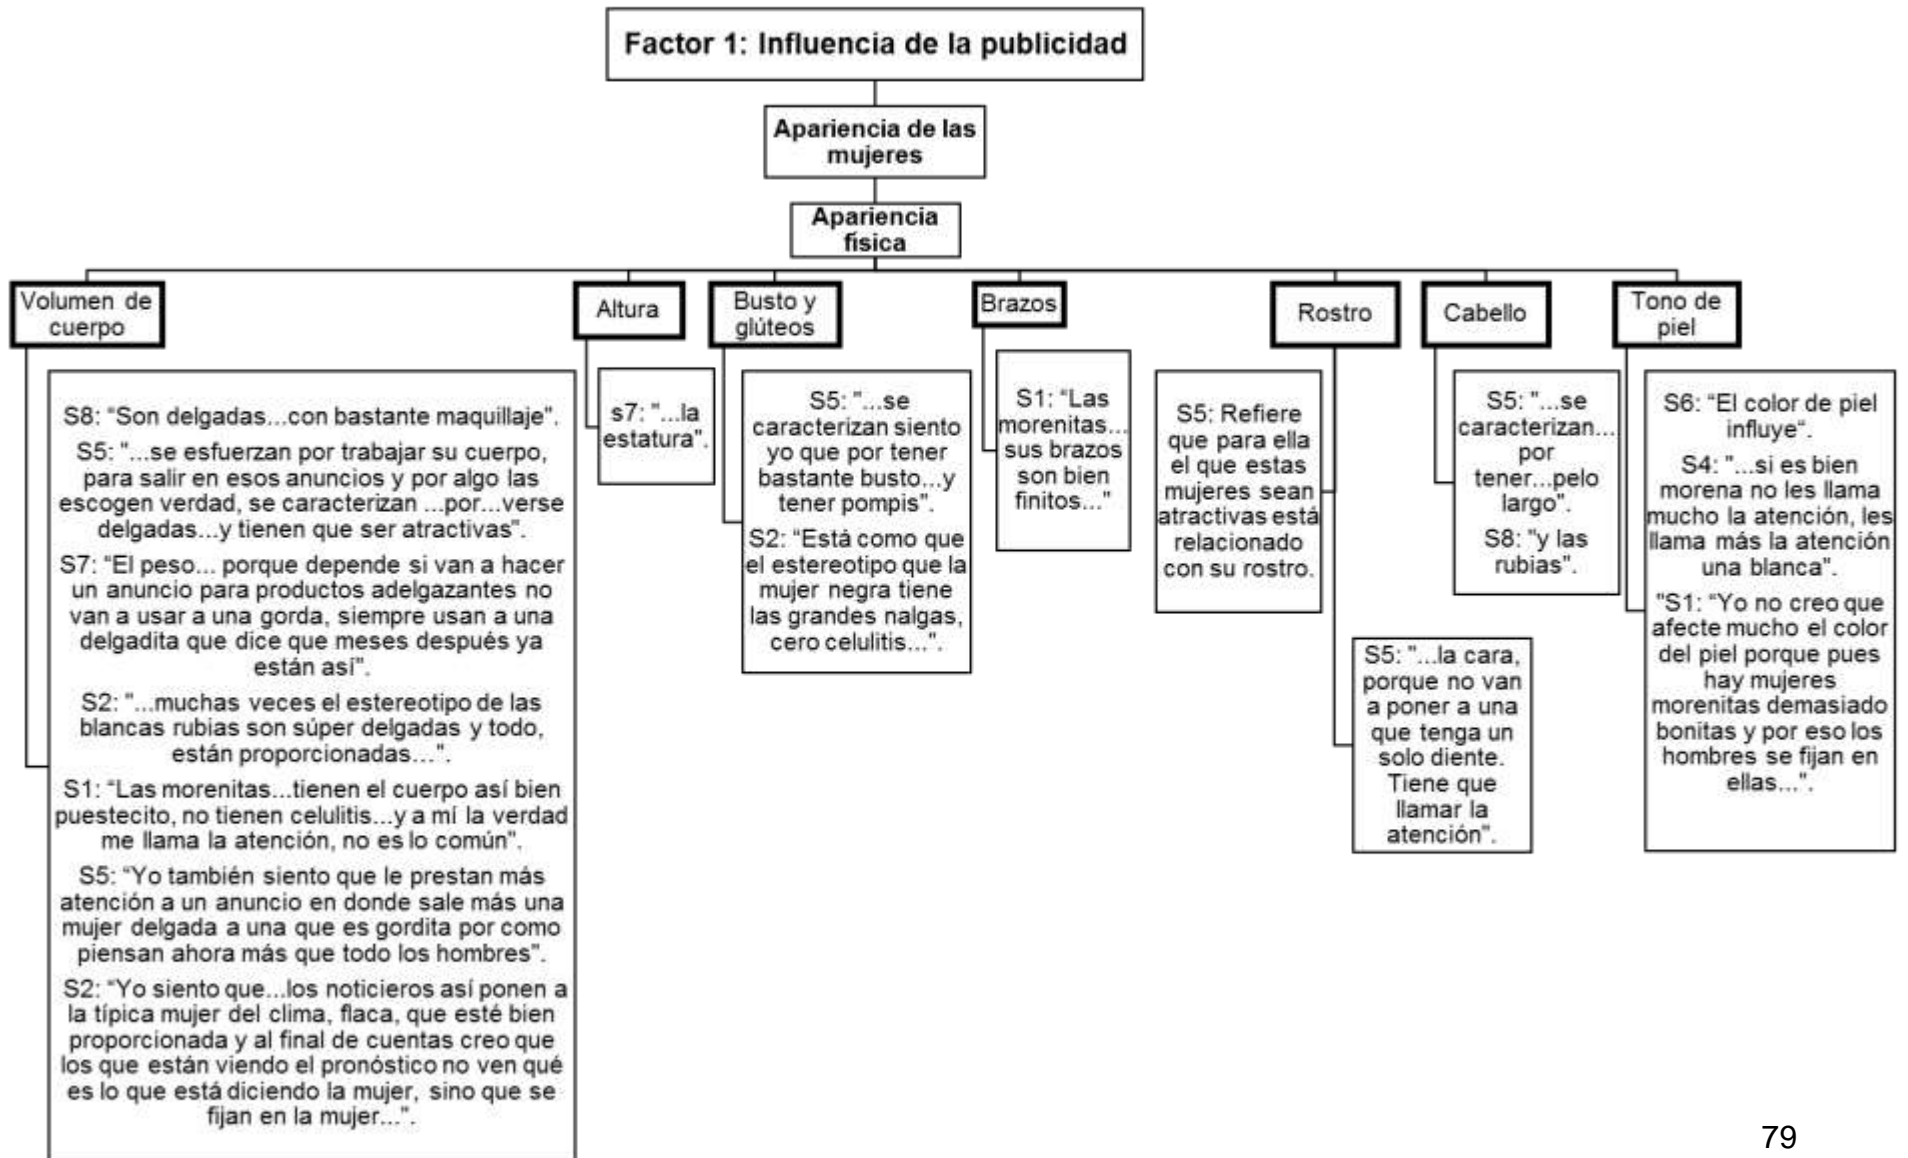 Factor 1: Influencia de la publicidad
Apariencia de las
mujeres
Apariencia
física
Volumen de
cuerpo
S8: “Son delgadas...con bastante maquillaje".
S5: "...se esfuerzan por trabajar su cuerpo,
para salir en esos anuncios y por algo las
escogen verdad, se caracterizan ...por...verse
delgadas...y tienen que ser atractivas".
S7: "El peso... porque depende si van a hacer
un anuncio para productos adelgazantes no
van a usar a una gorda, siempre usan a una
delgadita que dice que meses después ya
están así".
S2: "...muchas veces el estereotipo de las
blancas rubias son súper delgadas y todo,
están proporcionadas...".
S1: “Las morenitas...tienen el cuerpo así bien
puestecito, no tienen celulitis...y a mí la verdad
me llama la atención, no es lo común".
S5: “Yo también siento que le prestan más
atención a un anuncio en donde sale más una
mujer delgada a una que es gordita por como
piensan ahora más que todo los hombres".
S2: “Yo siento que...los noticieros así ponen a
la típica mujer del clima, flaca, que esté bien
proporcionada y al final de cuentas creo que
los que están viendo el pronóstico no ven qué
es lo que está diciendo la mujer, sino que se
fijan en la mujer...".
Altura
s7: "...la
estatura".
Busto y
glúteos
S5: "...se
caracterizan siento
yo que por tener
bastante busto...y
tener pompis".
S2: “Está como que
el estereotipo que la
mujer negra tiene
las grandes nalgas,
cero celulitis...".
Brazos
S1: “Las
morenitas...
sus brazos
son bien
finitos..."
Rostro
S5: Refiere
que para ella
el que estas
mujeres sean
atractivas está
relacionado
con su rostro.
S5: "...la cara,
porque no van
a poner a una
que tenga un
solo diente.
Tiene que
llamar la
atención".
Cabello
S5: "...se
caracterizan...
por
tener...pelo
largo".
S8: "y las
rubias".
Tono de
piel
S6: “El color de piel
influye“.
S4: "...si es bien
morena no les llama
mucho la atención, les
llama más la atención
una blanca".
"S1: “Yo no creo que
afecte mucho el color
del piel porque pues
hay mujeres
morenitas demasiado
bonitas y por eso los
hombres se fijan en
ellas...".
79